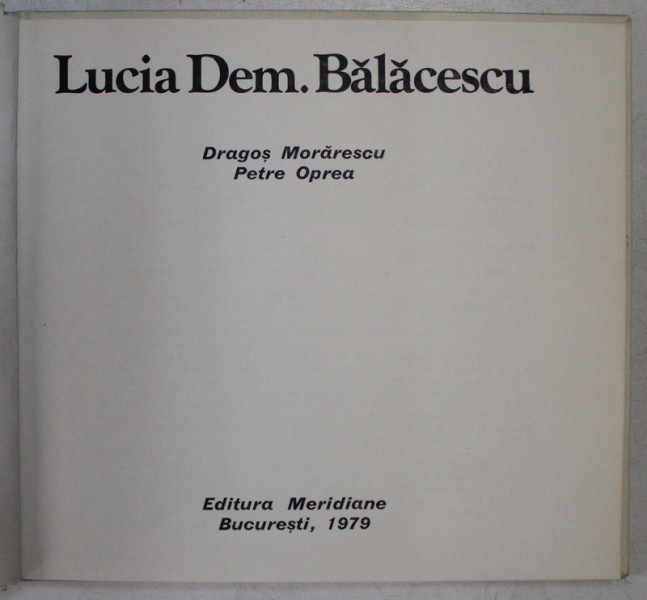 Lucia Dem. Bălăcescu
Dragoș Morărescu
Petre Oprea
Editura Meridiane
București, 1979